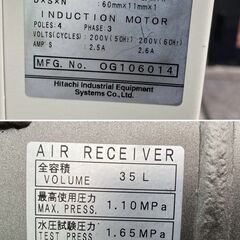 D×S×N : 60mm×11mm×1
INDUCTION MOTOR
POLES:4 PHASE:3
VOLTS(CYCLES):200V(50Hz) 200V(60Hz)
AMP'S : 2.5A 2.6A
MFG. No. OG106014
Hitachi Industrial Equipment
Systems Co.,Ltd.
AIR RECEIVER
全容積
VOLUME 35 L
最高使用圧力
MAX. PRESS. 1.10MPa
水圧試験圧力
TEST PRESS 1.65MPa